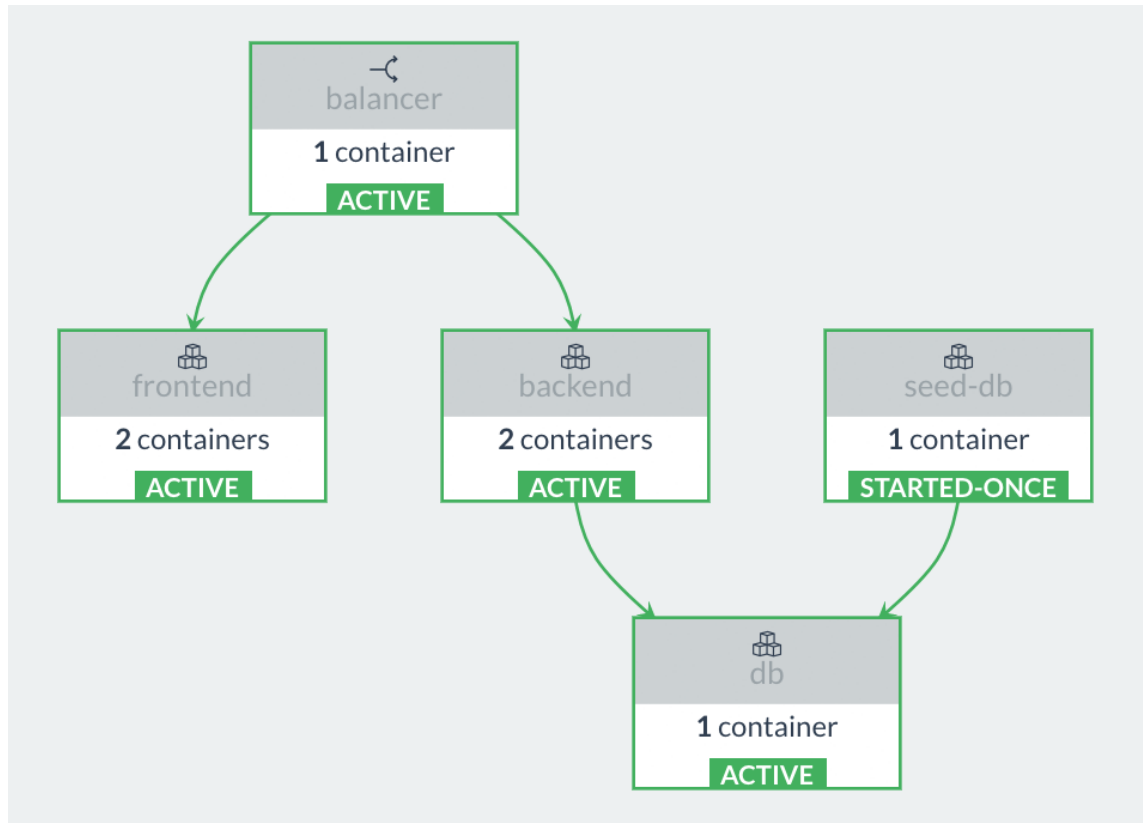 balancer
1 container
ACTIVE
frontend
2 containers
ACTIVE
backend
2 containers
ACTIVE
seed-db
1 container
STARTED-ONCE
db
1 container
ACTIVE